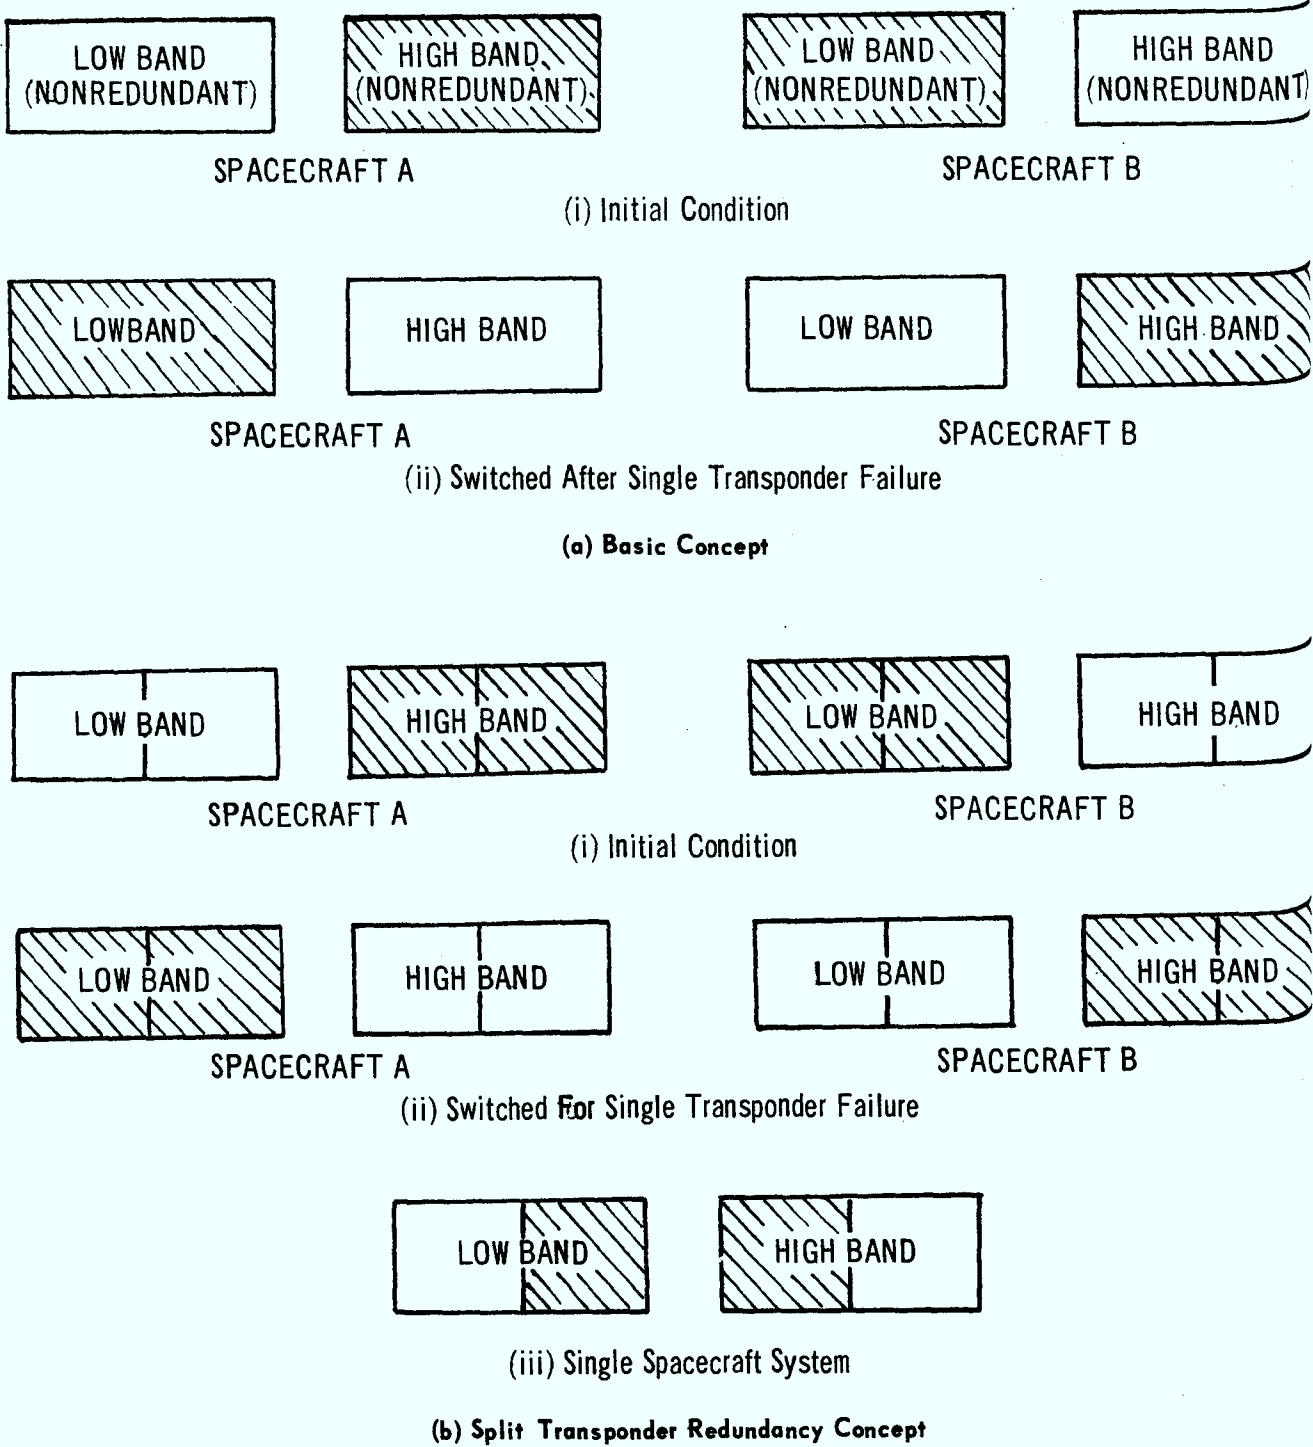 LOW BAND
(NONREDUNDANT)
HIGH BAND
(NONREDUNDANT)
LOW BAND
(NONREDUNDANT)
HIGH BAND
(NONREDUNDANT)
SPACECRAFT A
SPACECRAFT B
(i) Initial Condition
LOWBAND
HIGH BAND
LOW BAND
HIGH BAND
SPACECRAFT A
SPACECRAFT B
(ii) Switched After Single Transponder Failure
(a) Basic Concept
LOW BAND
HIGH BAND
LOW BAND
HIGH BAND
SPACECRAFT A
SPACECRAFT B
(i) Initial Condition
LOW BAND
HIGH BAND
LOW BAND
HIGH BAND
SPACECRAFT A
SPACECRAFT B
(ii) Switched For Single Transponder Failure
LOW BAND
HIGH BAND
(iii) Single Spacecraft System
(b) Split Transponder Redundancy Concept